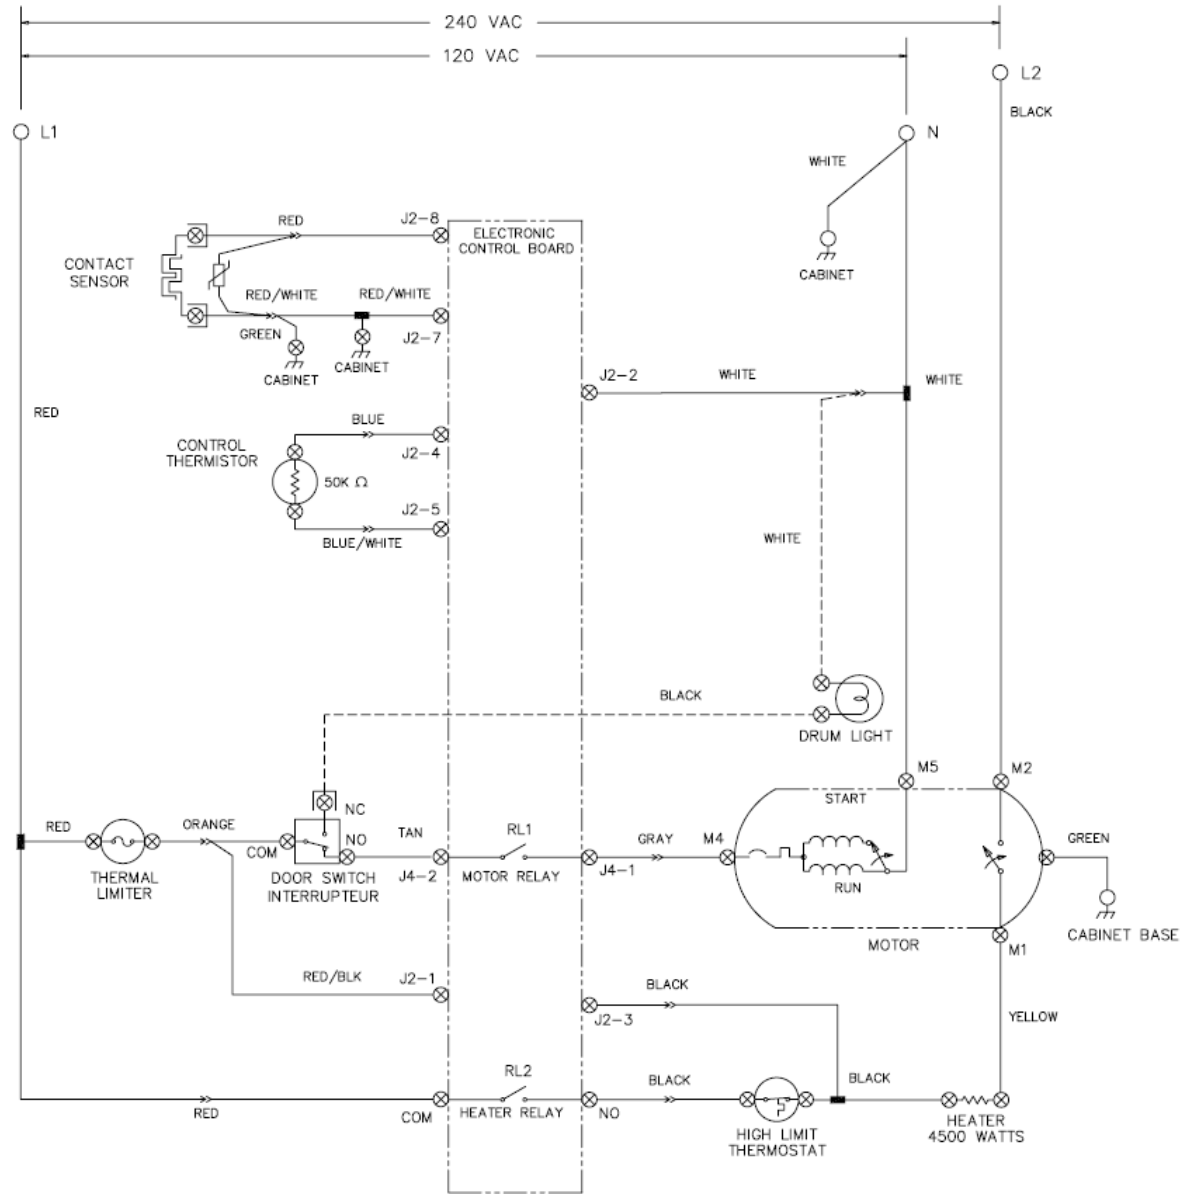 240 VAC
120 VAC
L2
BLACK
L1
N
WHITE
CABINET
RED
J2-8
ELECTRONIC
CONTROL BOARD
CONTACT
SENSOR
RED/WHITE
RED/WHITE
GREEN
J2-7
CABINET
CABINET
J2-2
WHITE
WHITE
RED
BLUE
CONTROL
THERMISTOR
J2-4
50K Ω
J2-5
BLUE/WHITE
WHITE
BLACK
DRUM LIGHT
M5
M2
START
NC
RED
ORANGE
NO
TAN
RL1
GRAY
M4
GREEN
COM
THERMAL
LIMITER
DOOR SWITCH
INTERRUPTEUR
J4-2
MOTOR RELAY
J4-1
RUN
MOTOR
M1
CABINET BASE
RED/BLK
J2-1
BLACK
J2-3
YELLOW
RL2
BLACK
BLACK
RED
COM
HEATER RELAY
NO
HIGH LIMIT
THERMOSTAT
HEATER
4500 WATTS